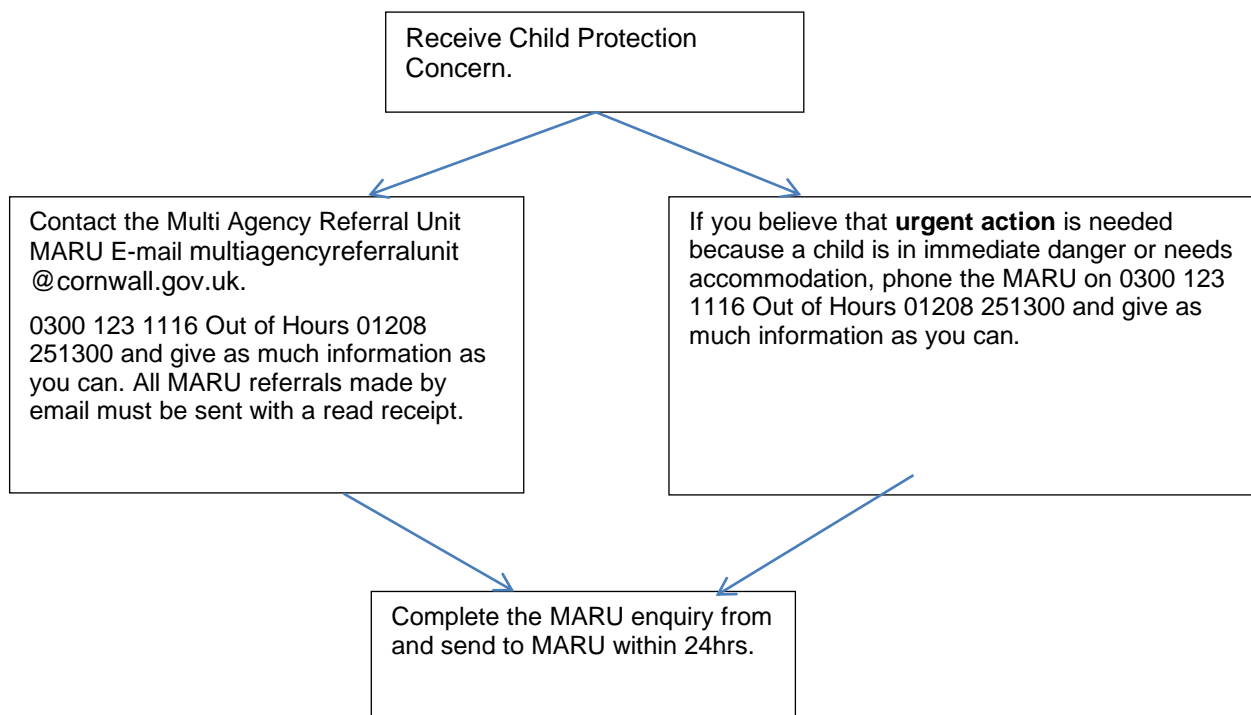 Receive Child Protection
Concern.
Contact the Multi Agency Referral Unit
MARU E-mail multiagencyreferralunit
@cornwall.gov.uk.
0300 123 1116 Out of Hours 01208
251300 and give as much information as
you can. All MARU referrals made by
email must be sent with a read receipt.
If you believe that urgent action is needed
because a child is in immediate danger or needs
accommodation, phone the MARU on 0300 123
1116 Out of Hours 01208 251300 and give as
much information as you can.
Complete the MARU enquiry from
and send to MARU within 24hrs.